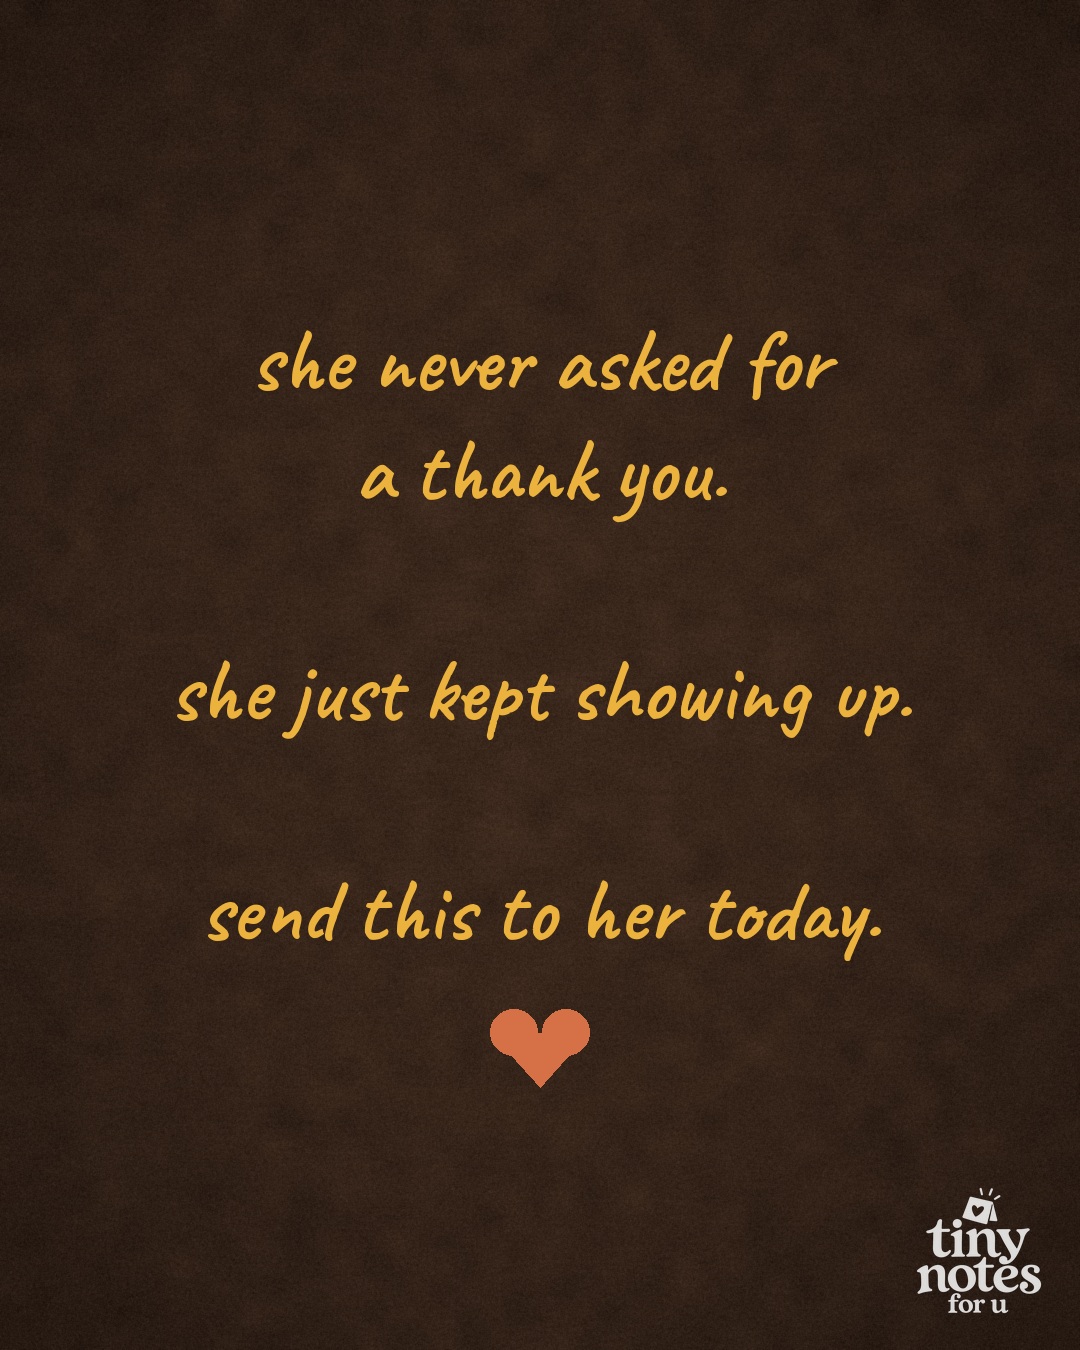 she never asked for
a thank you.
she just kept showing up.
send this to her today.
tiny
notes
for u